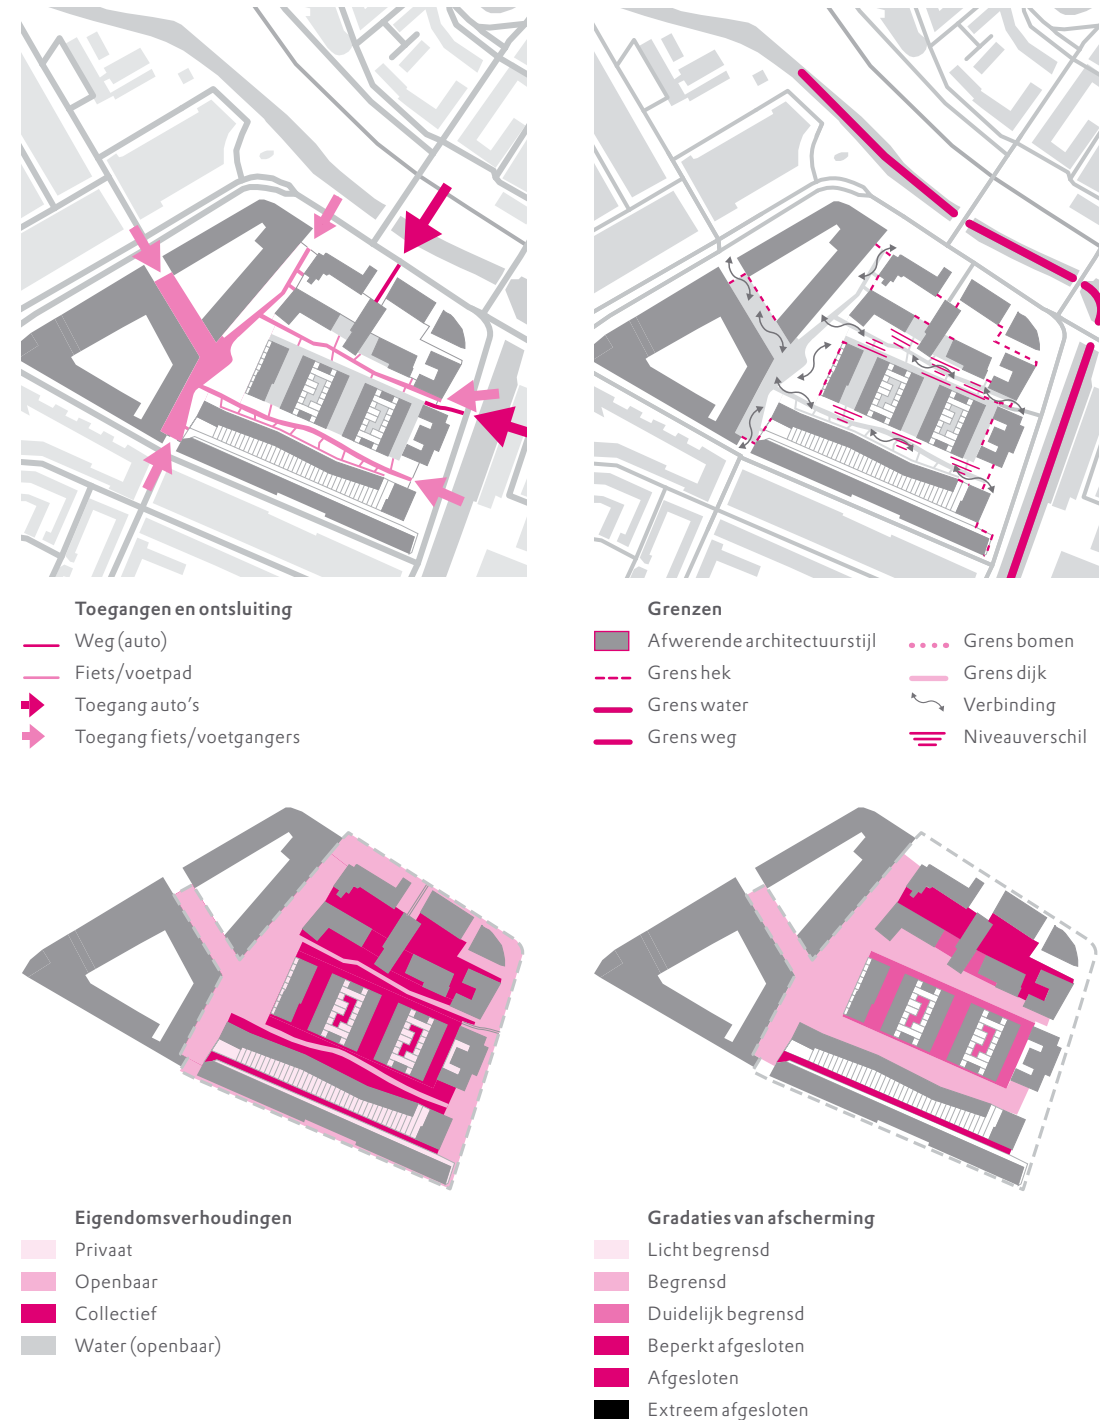 Toegangen en ontsluiting
Weg (auto)
Fiets/voetpad
Toegang auto's
Toegang fiets/voetgangers
Grenzen
Afwerende architectuurstijl
Grens hek
Grens water
Grens weg
Grens bomen
Grens dijk
Verbinding
Niveauverschil
Eigendomsverhoudingen
Privaat
Openbaar
Collectief
Water (openbaar)
Gradaties van afscherming
Licht begrensd
Begrensd
Duidelijk begrensd
Beperkt afgesloten
Afgesloten
Extreem afgesloten